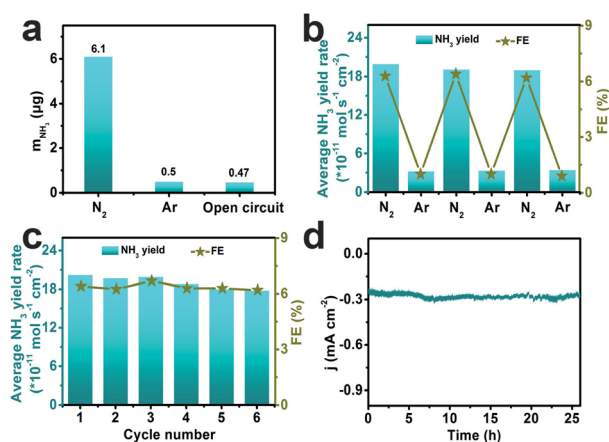 a
6.1
0.5
0.47
6
4
2
0
m_NH₃ (μg)
N₂ Ar Open circuit
b
NH₃ yield FE
Average NH₃ yield rate
(*10⁻¹¹ mol s⁻¹ cm⁻²)
24
18
12
6
0
9
6
3
0
FE (%)
N₂ Ar N₂ Ar N₂ Ar
c
NH₃ yield FE
Average NH₃ yield rate
(*10⁻¹¹ mol s⁻¹ cm⁻²)
24
18
12
6
0
9
6
3
0
FE (%)
1 2 3 4 5 6
Cycle number
d
j (mA cm⁻²)
0.0
-0.3
-0.6
-0.9
0 5 10 15 20 25
Time (h)